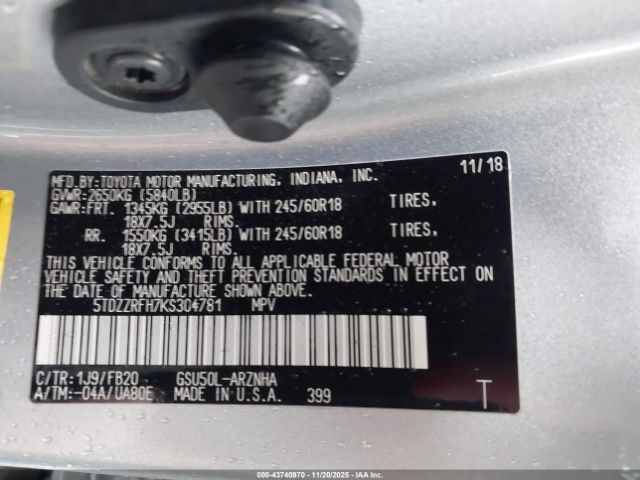 MFD. BY: TOYOTA MOTOR MANUFACTURING, INDIANA, INC. 11/18
GVWR: 2650KG (5840LB)
GAWR: FRT. 1345KG (2955LB) WITH 245/60R18 TIRES,
18X7.5J RIMS.
RR. 1550KG (3415LB) WITH 245/60R18 TIRES,
18X7.5J RIMS.
THIS VEHICLE CONFORMS TO ALL APPLICABLE FEDERAL MOTOR
VEHICLE SAFETY AND THEFT PREVENTION STANDARDS IN EFFECT
ON THE DATE OF MANUFACTURE SHOWN ABOVE.
5TDZZRFH7KS304781 MPV
C/TR: 1J9/FB20 GSU50L-ARZNHA
A/TM: -04A/UA80E MADE IN U.S.A. 399 T
000-43740970 - 11/20/2025 - IAAI.COM